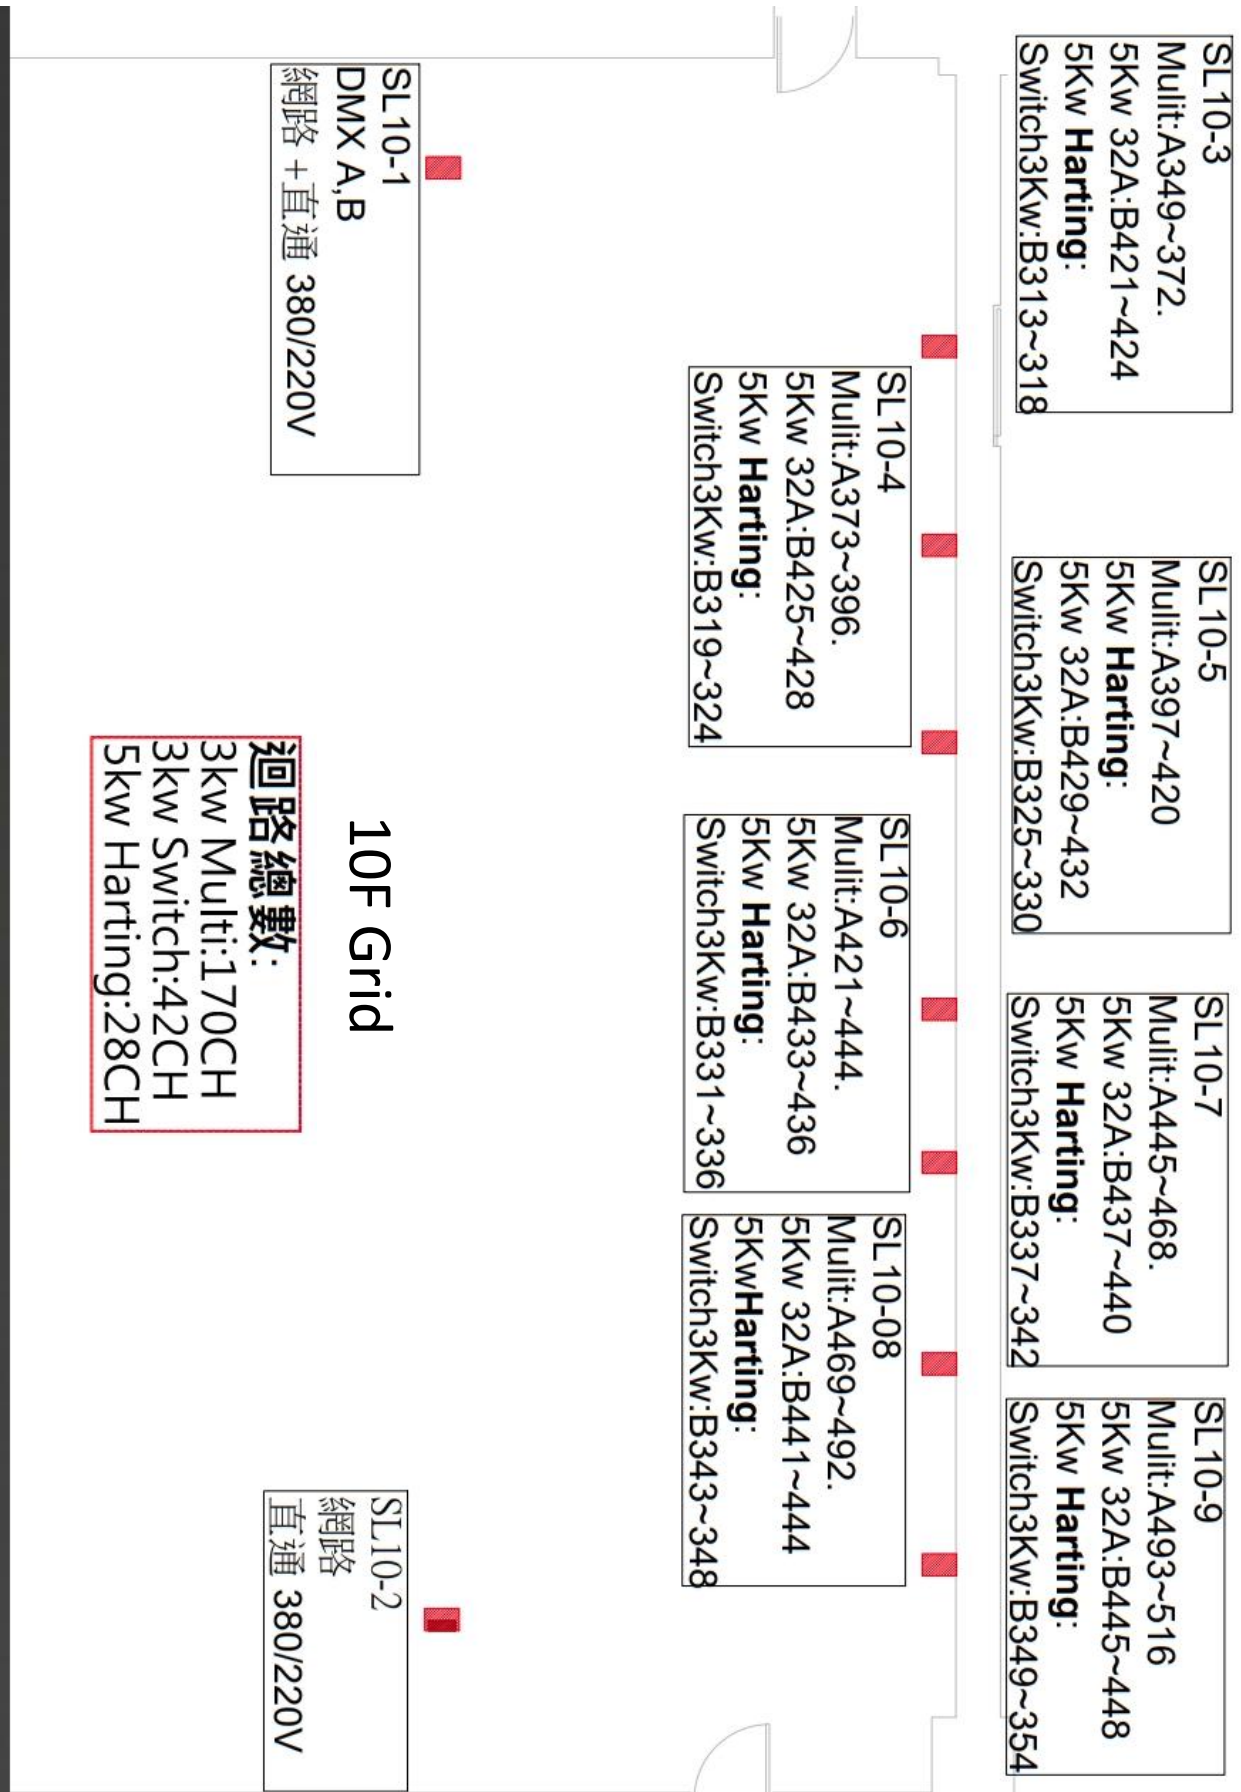 SL10-3
Mulit:A349~372.
5Kw 32A:B421~424
5Kw Harting:
Switch3Kw:B313~318
SL10-5
Mulit:A397~420
5Kw Harting:
5Kw 32A:B429~432
Switch3Kw:B325~330
SL10-7
Mulit:A445~468.
5Kw 32A:B437~440
5Kw Harting:
Switch3Kw:B337~342
SL10-9
Mulit:A493~516
5Kw 32A:B445~448
5Kw Harting:
Switch3Kw:B349~354
SL10-4
Mulit:A373~396.
5Kw 32A:B425~428
5Kw Harting:
Switch3Kw:B319~324
SL10-6
Mulit:A421~444.
5Kw 32A:B433~436
5Kw Harting:
Switch3Kw:B331~336
SL10-08
Mulit:A469~492.
5Kw 32A:B441~444
5KwHarting:
Switch3Kw:B343~348
SL10-1
DMX A,B
網路+直通 380/220V
10F Grid
SL10-2
網路
直通 380/220V
迴路總數:
3kw Multi:170CH
3kw Switch:42CH
5kw Harting:28CH